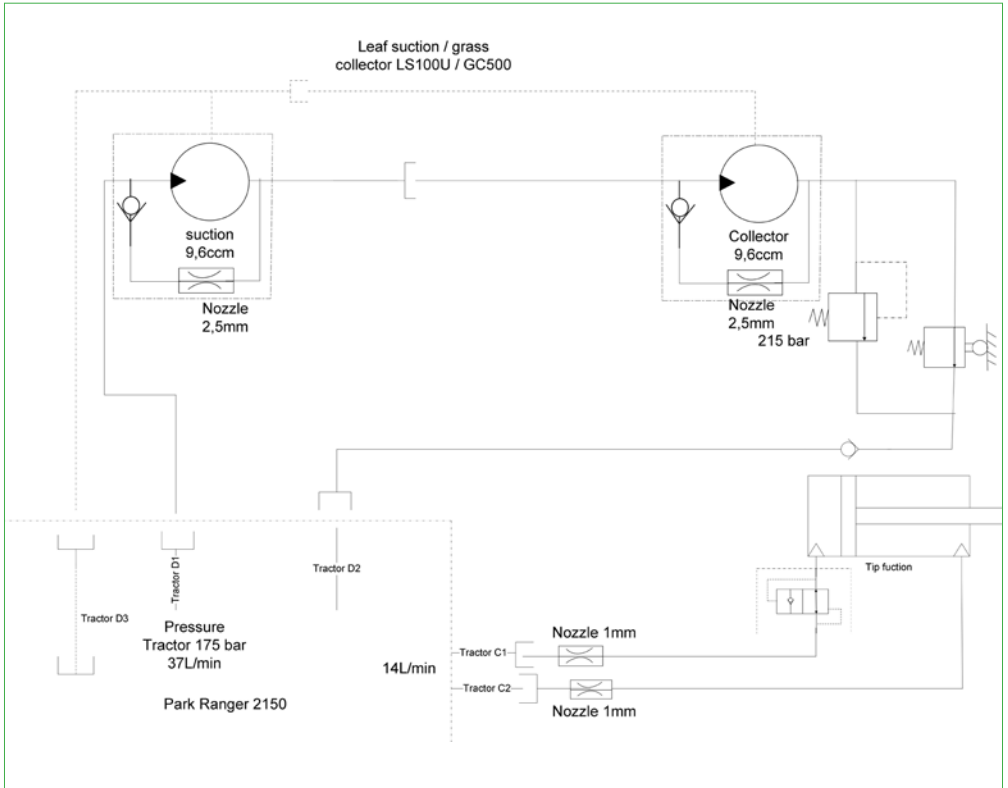 Leaf suction / grass
collector LS100U / GC500
suction
9,6ccm
Nozzle
2,5mm
Collector
9,6ccm
Nozzle
2,5mm
215 bar
Tip fuction
Tractor D3
Tractor D1
Tractor D2
Pressure
Tractor 175 bar
37L/min
Park Ranger 2150
14L/min
Tractor C1
Nozzle 1mm
Tractor C2
Nozzle 1mm